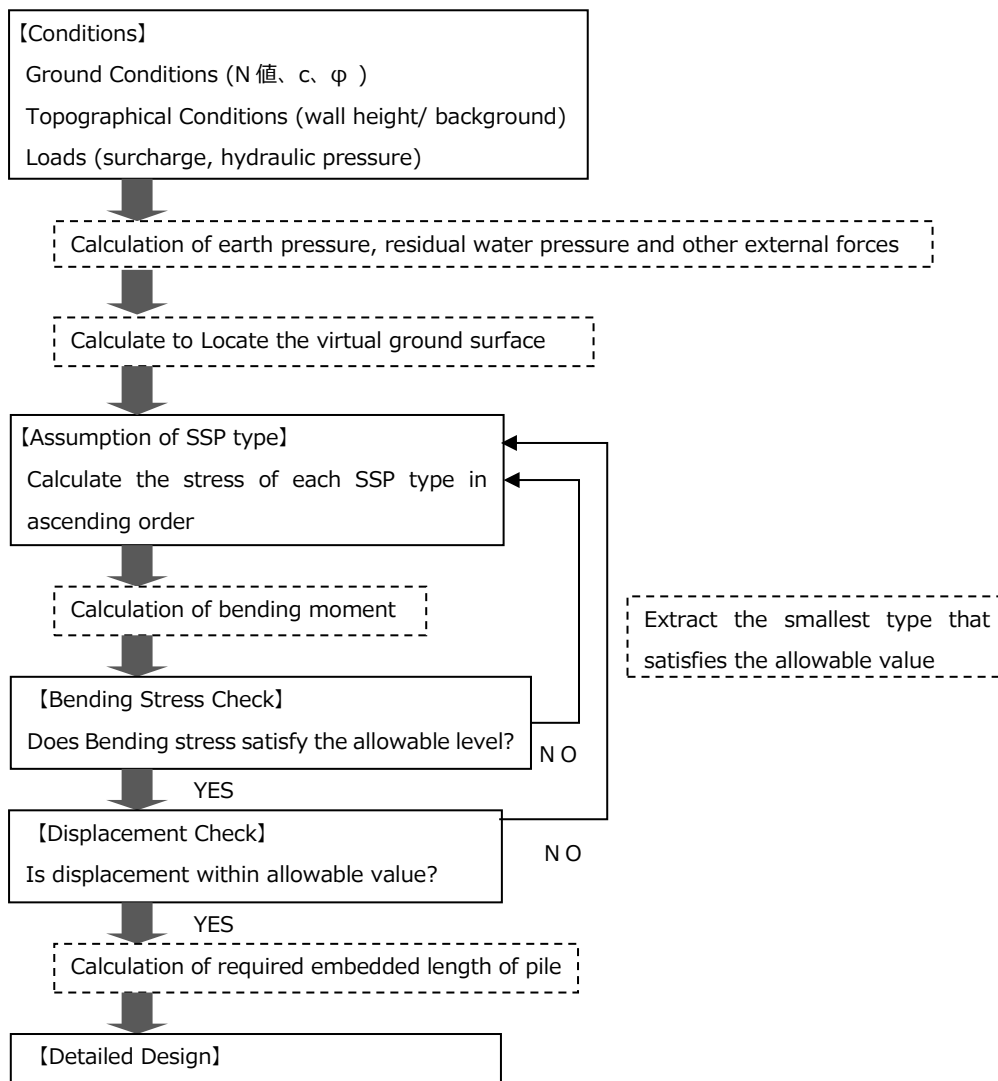 【Conditions】
Ground Conditions (N 値、c、φ )
Topographical Conditions (wall height/ background)
Loads (surcharge, hydraulic pressure)
Calculation of earth pressure, residual water pressure and other external forces
Calculate to Locate the virtual ground surface
【Assumption of SSP type】
Calculate the stress of each SSP type in
ascending order
Calculation of bending moment
Extract the smallest type that
satisfies the allowable value
【Bending Stress Check】
Does Bending stress satisfy the allowable level?
NO
YES
【Displacement Check】
Is displacement within allowable value?
NO
YES
Calculation of required embedded length of pile
【Detailed Design】